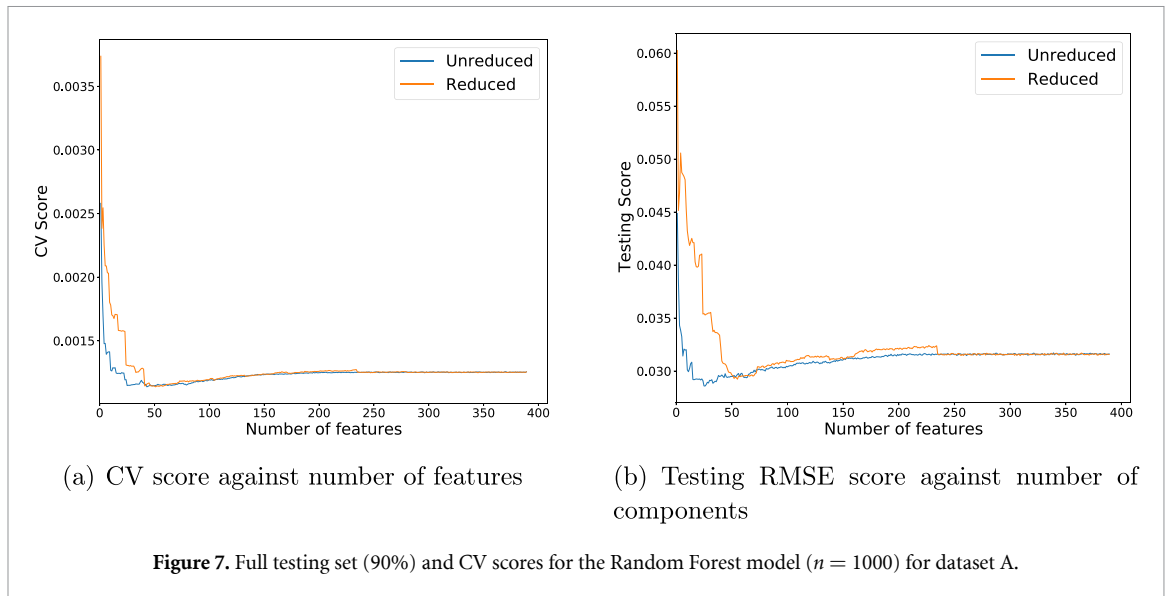 Unreduced
Reduced
0.0035
0.0030
0.0025
0.0020
0.0015
CV Score
0
50
100
150
200
250
300
350
400
Number of features
(a) CV score against number of features
Unreduced
Reduced
0.060
0.055
0.050
0.045
0.040
0.035
0.030
Testing Score
0
50
100
150
200
250
300
350
400
Number of features
(b) Testing RMSE score against number of
components
Figure 7. Full testing set (90%) and CV scores for the Random Forest model (n = 1000) for dataset A.